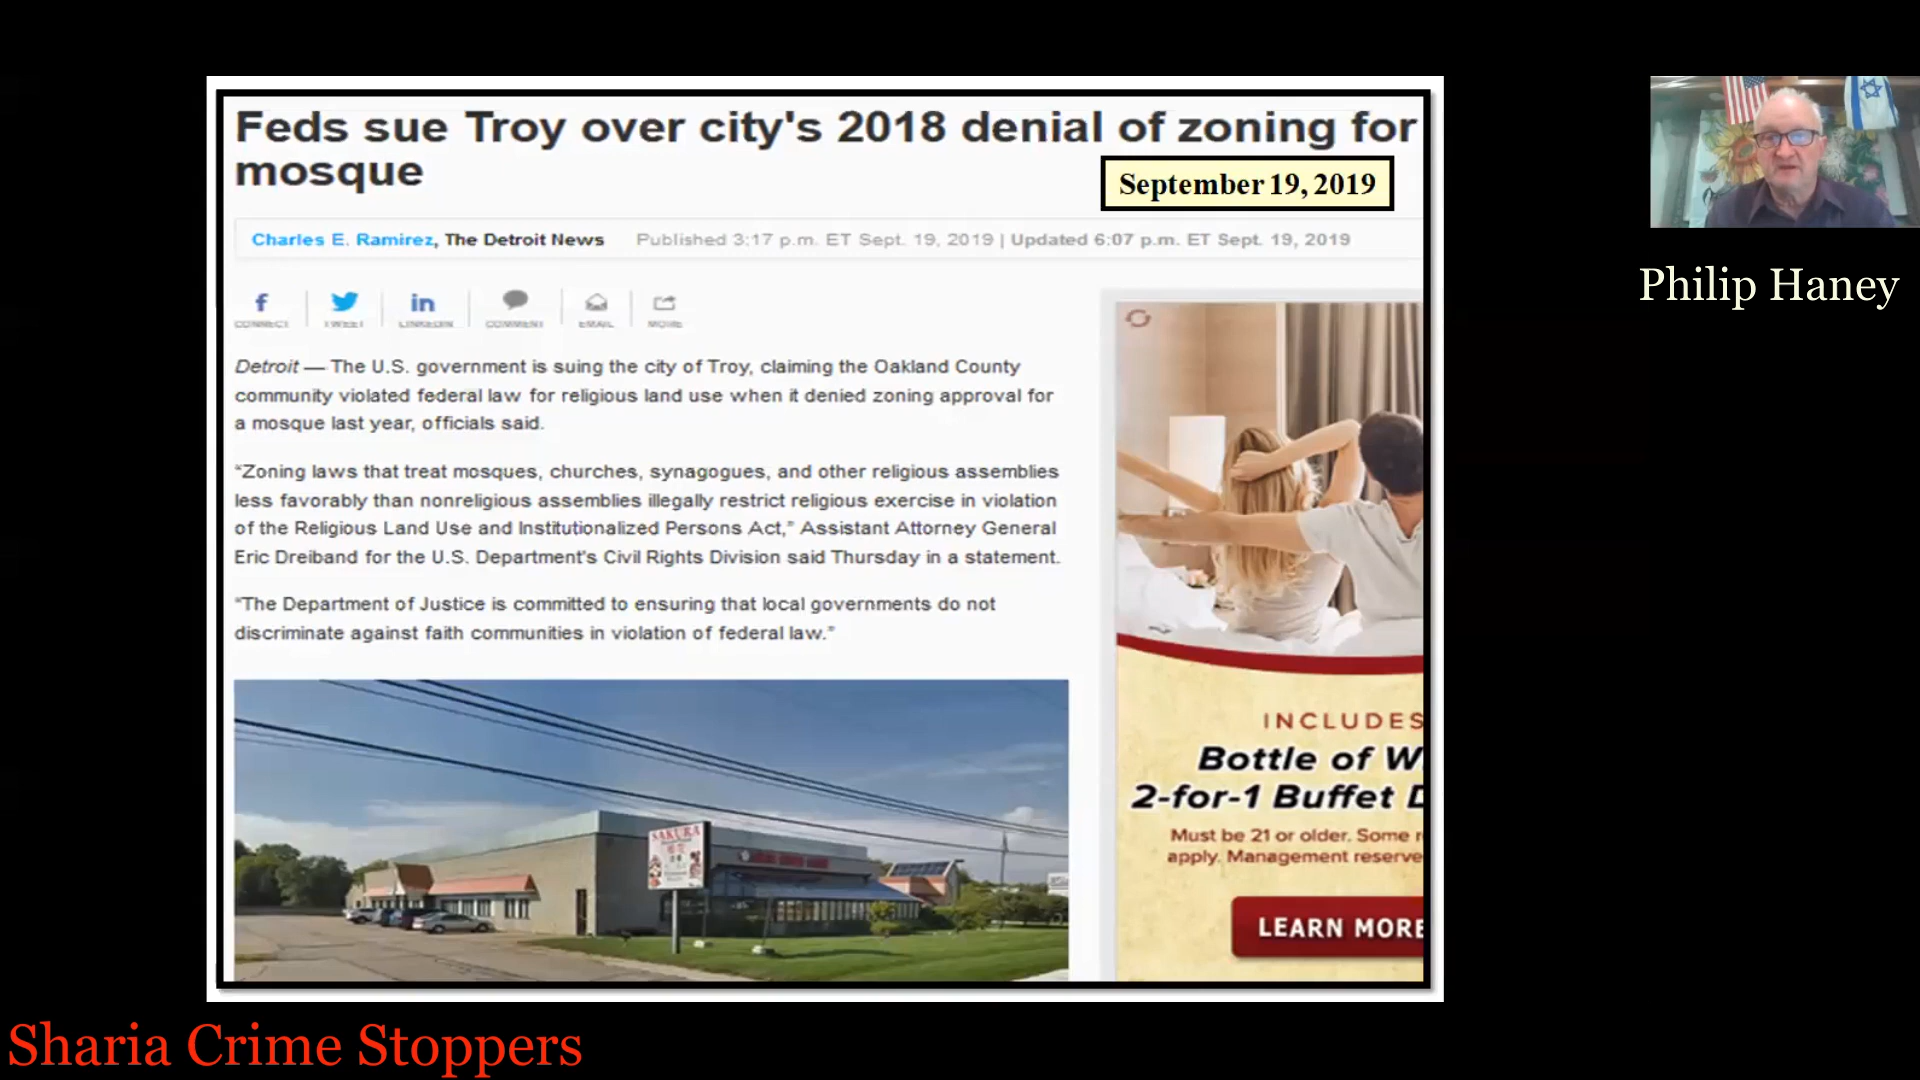 Feds sue Troy over city's 2018 denial of zoning for
mosque
September 19, 2019
Charles E. Ramirez, The Detroit News Published 3:17 p.m. ET Sept. 19, 2019 | Updated 6:07 p.m. ET Sept. 19, 2019
CONNECT TWEET LINKEDIN COMMENT EMAIL MORE
Detroit — The U.S. government is suing the city of Troy, claiming the Oakland County
community violated federal law for religious land use when it denied zoning approval for
a mosque last year, officials said.
“Zoning laws that treat mosques, churches, synagogues, and other religious assemblies
less favorably than nonreligious assemblies illegally restrict religious exercise in violation
of the Religious Land Use and Institutionalized Persons Act,” Assistant Attorney General
Eric Dreiband for the U.S. Department's Civil Rights Division said Thursday in a statement.
“The Department of Justice is committed to ensuring that local governments do not
discriminate against faith communities in violation of federal law.”
SAKURA
INCLUDES
Bottle of W
2-for-1 Buffet D
Must be 21 or older. Some r
apply. Management reserve
LEARN MORE
Philip Haney
Sharia Crime Stoppers